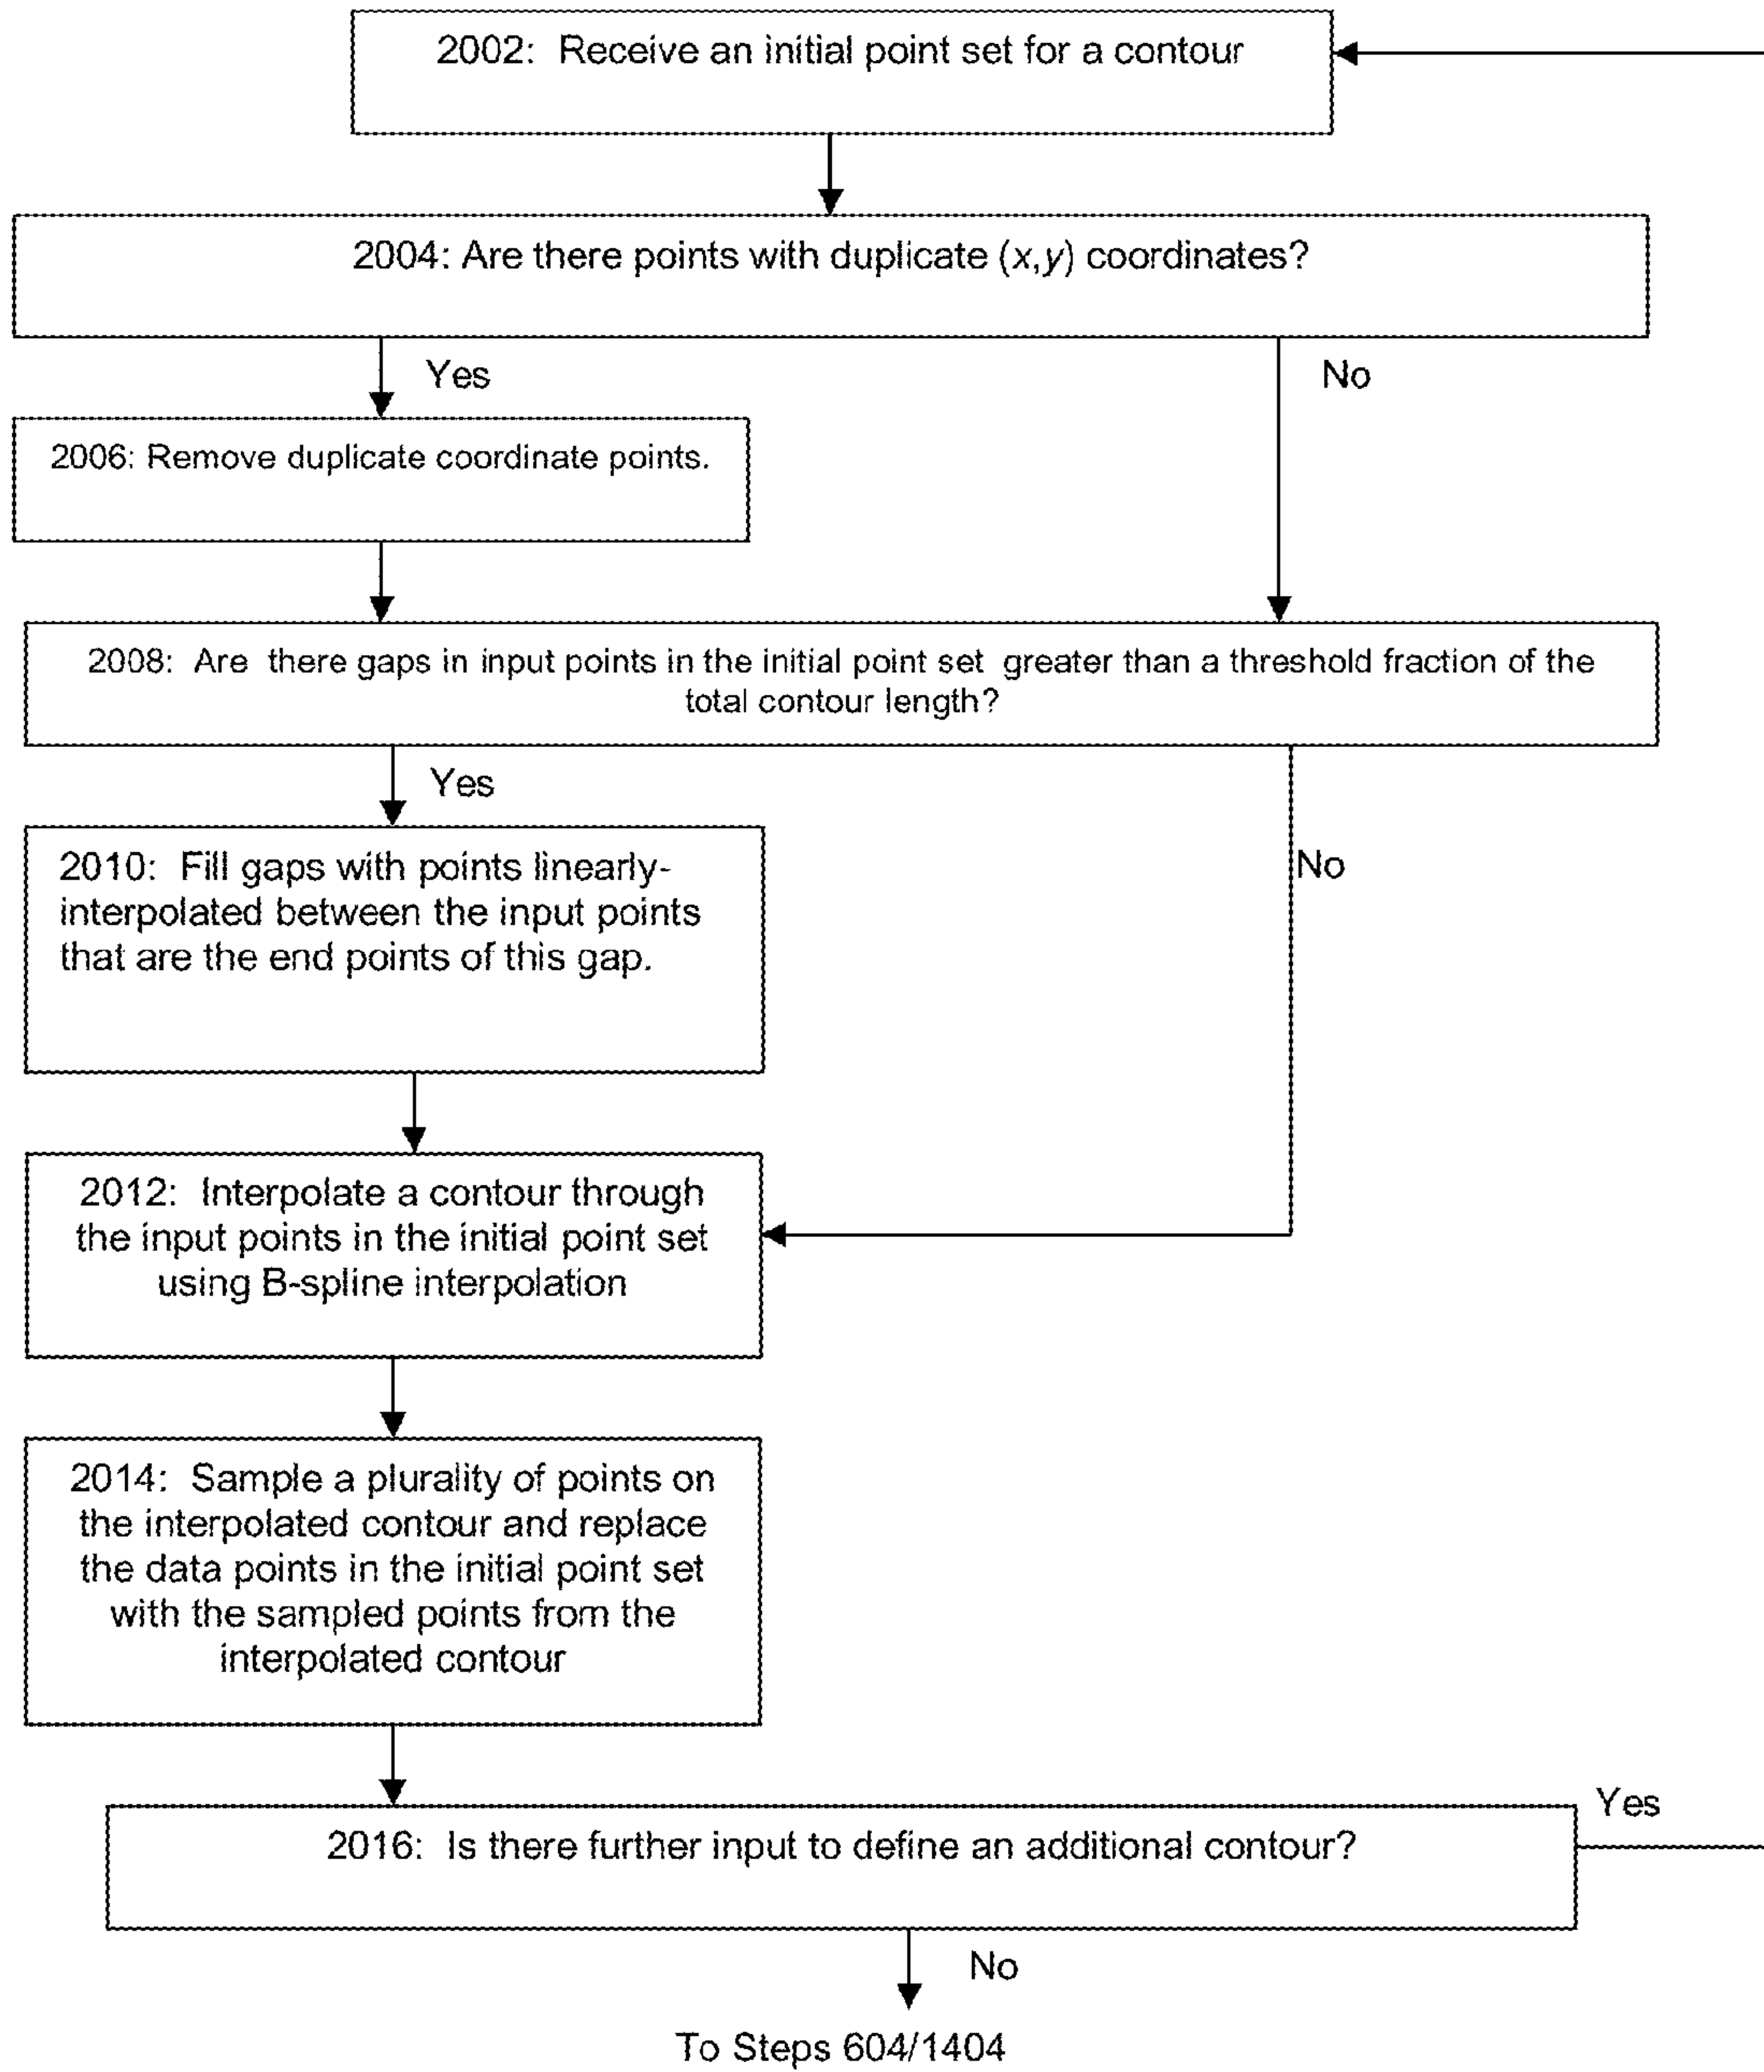 2002: Receive an initial point set for a contour
2004: Are there points with duplicate (x,y) coordinates?
Yes
No
2006: Remove duplicate coordinate points.
2008: Are there gaps in input points in the initial point set greater than a threshold fraction of the
total contour length?
Yes
No
2010: Fill gaps with points linearly-
interpolated between the input points
that are the end points of this gap.
2012: Interpolate a contour through
the input points in the initial point set
using B-spline interpolation
2014: Sample a plurality of points on
the interpolated contour and replace
the data points in the initial point set
with the sampled points from the
interpolated contour
2016: Is there further input to define an additional contour?
Yes
No
To Steps 604/1404